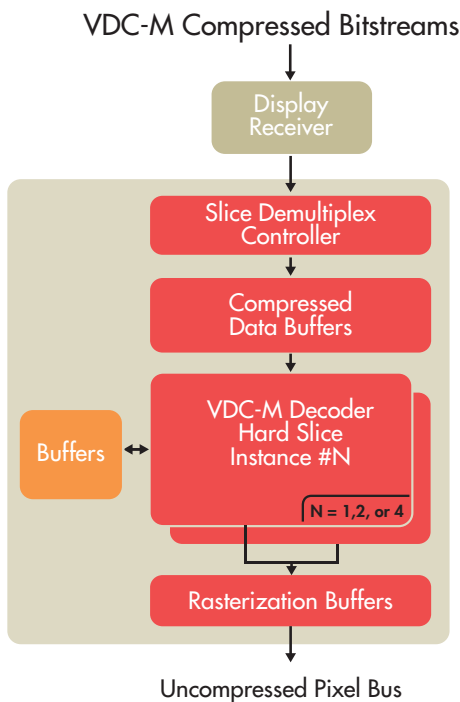 VDC-M Compressed Bitstreams
Display
Receiver
Slice Demultiplex
Controller
Compressed
Data Buffers
VDC-M Decoder
Hard Slice
Instance #N
Buffers
N = 1,2, or 4
Rasterization Buffers
Uncompressed Pixel Bus